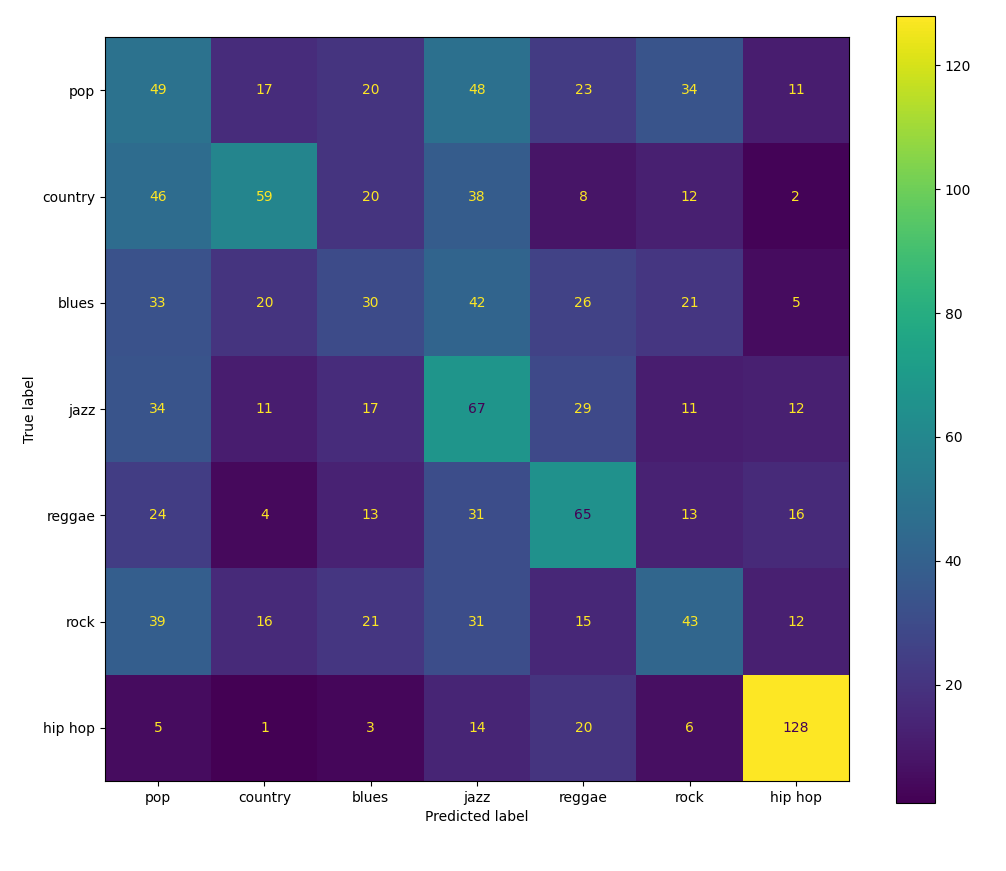 pop 49 17 20 48 23 34 11
country 46 59 20 38 8 12 2
blues 33 20 30 42 26 21 5
jazz 34 11 17 67 29 11 12
reggae 24 4 13 31 65 13 16
rock 39 16 21 31 15 43 12
hip hop 5 1 3 14 20 6 128
pop country blues jazz reggae rock hip hop
Predicted label
True label
120
100
80
60
40
20